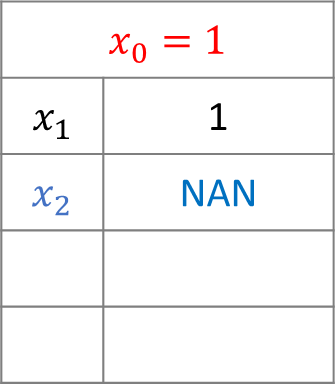 x₀ = 1
x₁ 1
x₂ NAN